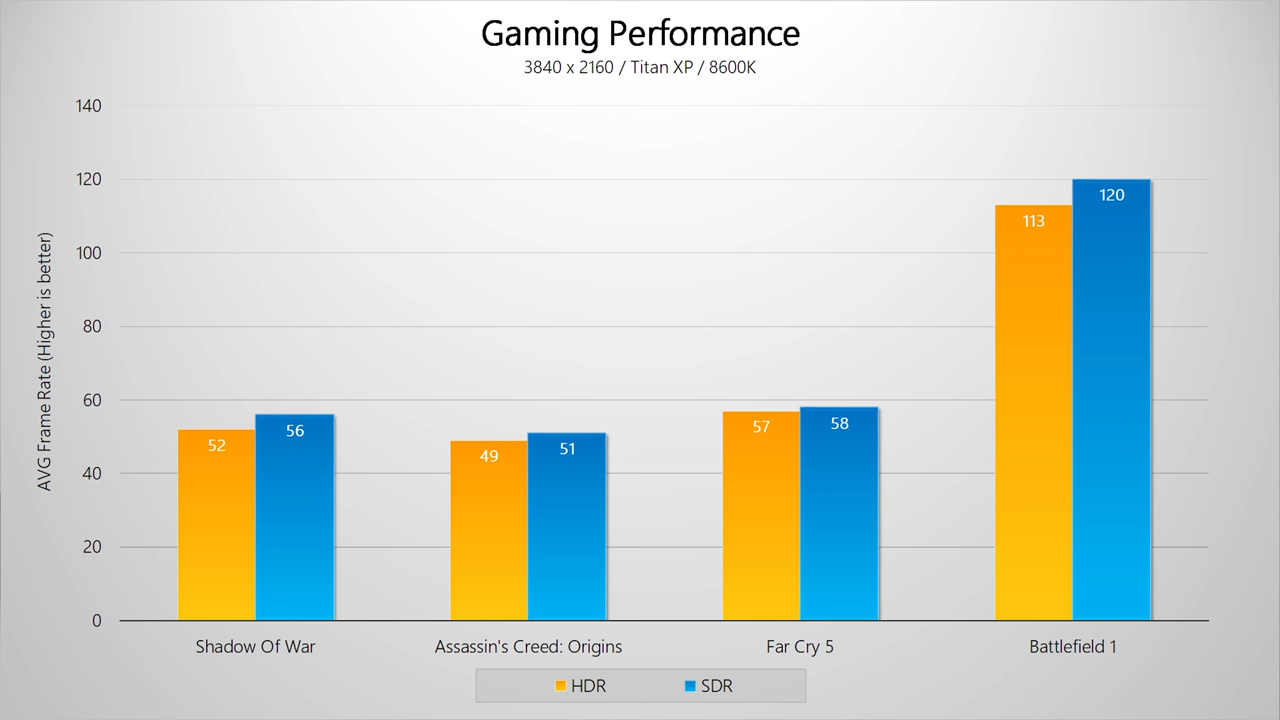 Gaming Performance
3840 x 2160 / Titan XP / 8600K
AVG Frame Rate (Higher is better)
140
120
100
80
60
40
20
0
52
56
49
51
57
58
113
120
Shadow Of War
Assassin's Creed: Origins
Far Cry 5
Battlefield 1
HDR
SDR